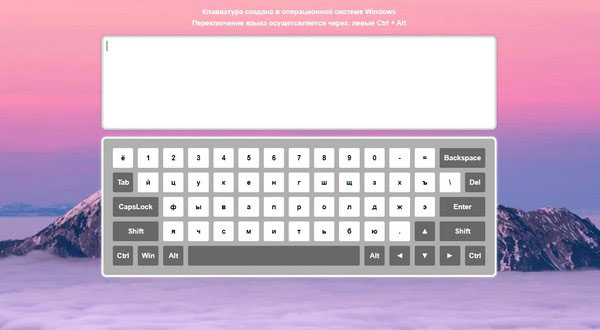 Клавиатура создана в операционной системе Windows
Переключение языка осуществляется через: левые Ctrl + Alt
ё 1 2 3 4 5 6 7 8 9 0 - = Backspace
Tab й ц у к е н г ш щ з х ъ \ Del
CapsLock ф ы в а п р о л д ж э Enter
Shift я ч с м и т ь б ю . ▲ Shift
Ctrl Win Alt Alt ◄ ▼ ► Ctrl